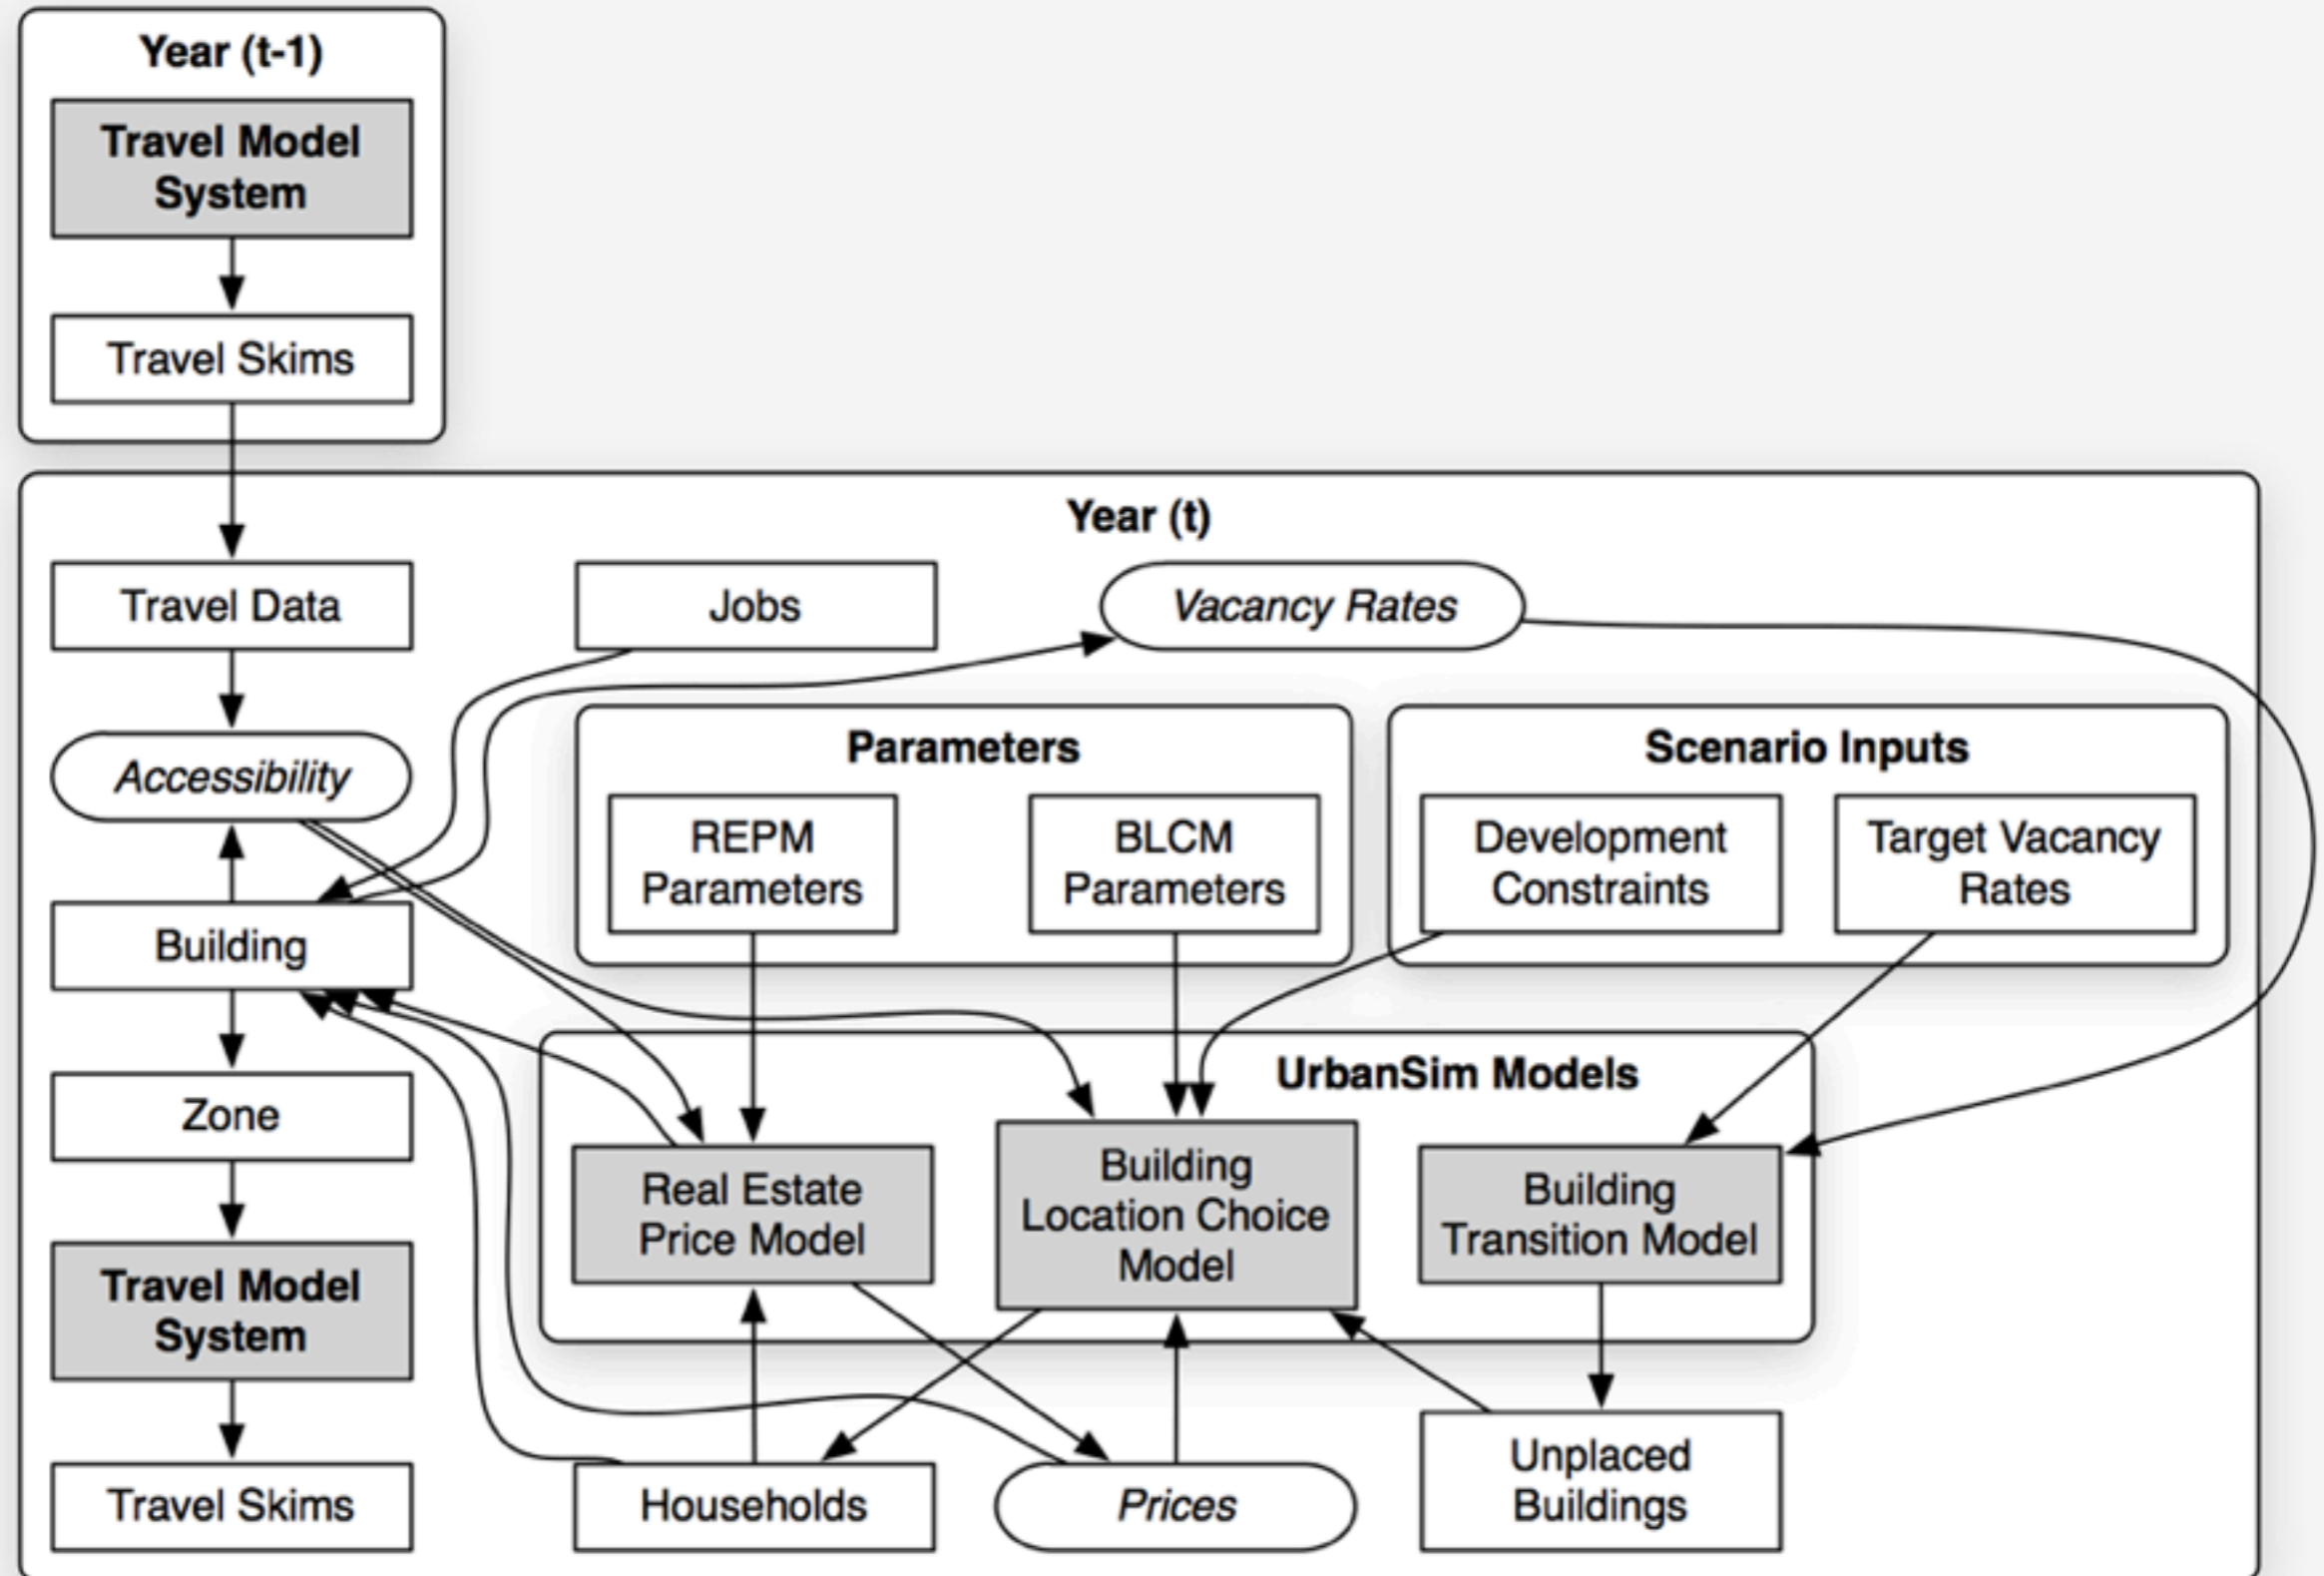 Year (t-1)
Travel Model
System
Travel Skims
Year (t)
Travel Data
Jobs
Vacancy Rates
Accessibility
Parameters
REPM
Parameters
BLCM
Parameters
Scenario Inputs
Development
Constraints
Target Vacancy
Rates
Building
Zone
UrbanSim Models
Real Estate
Price Model
Building
Location Choice
Model
Building
Transition Model
Travel Model
System
Travel Skims
Households
Prices
Unplaced
Buildings